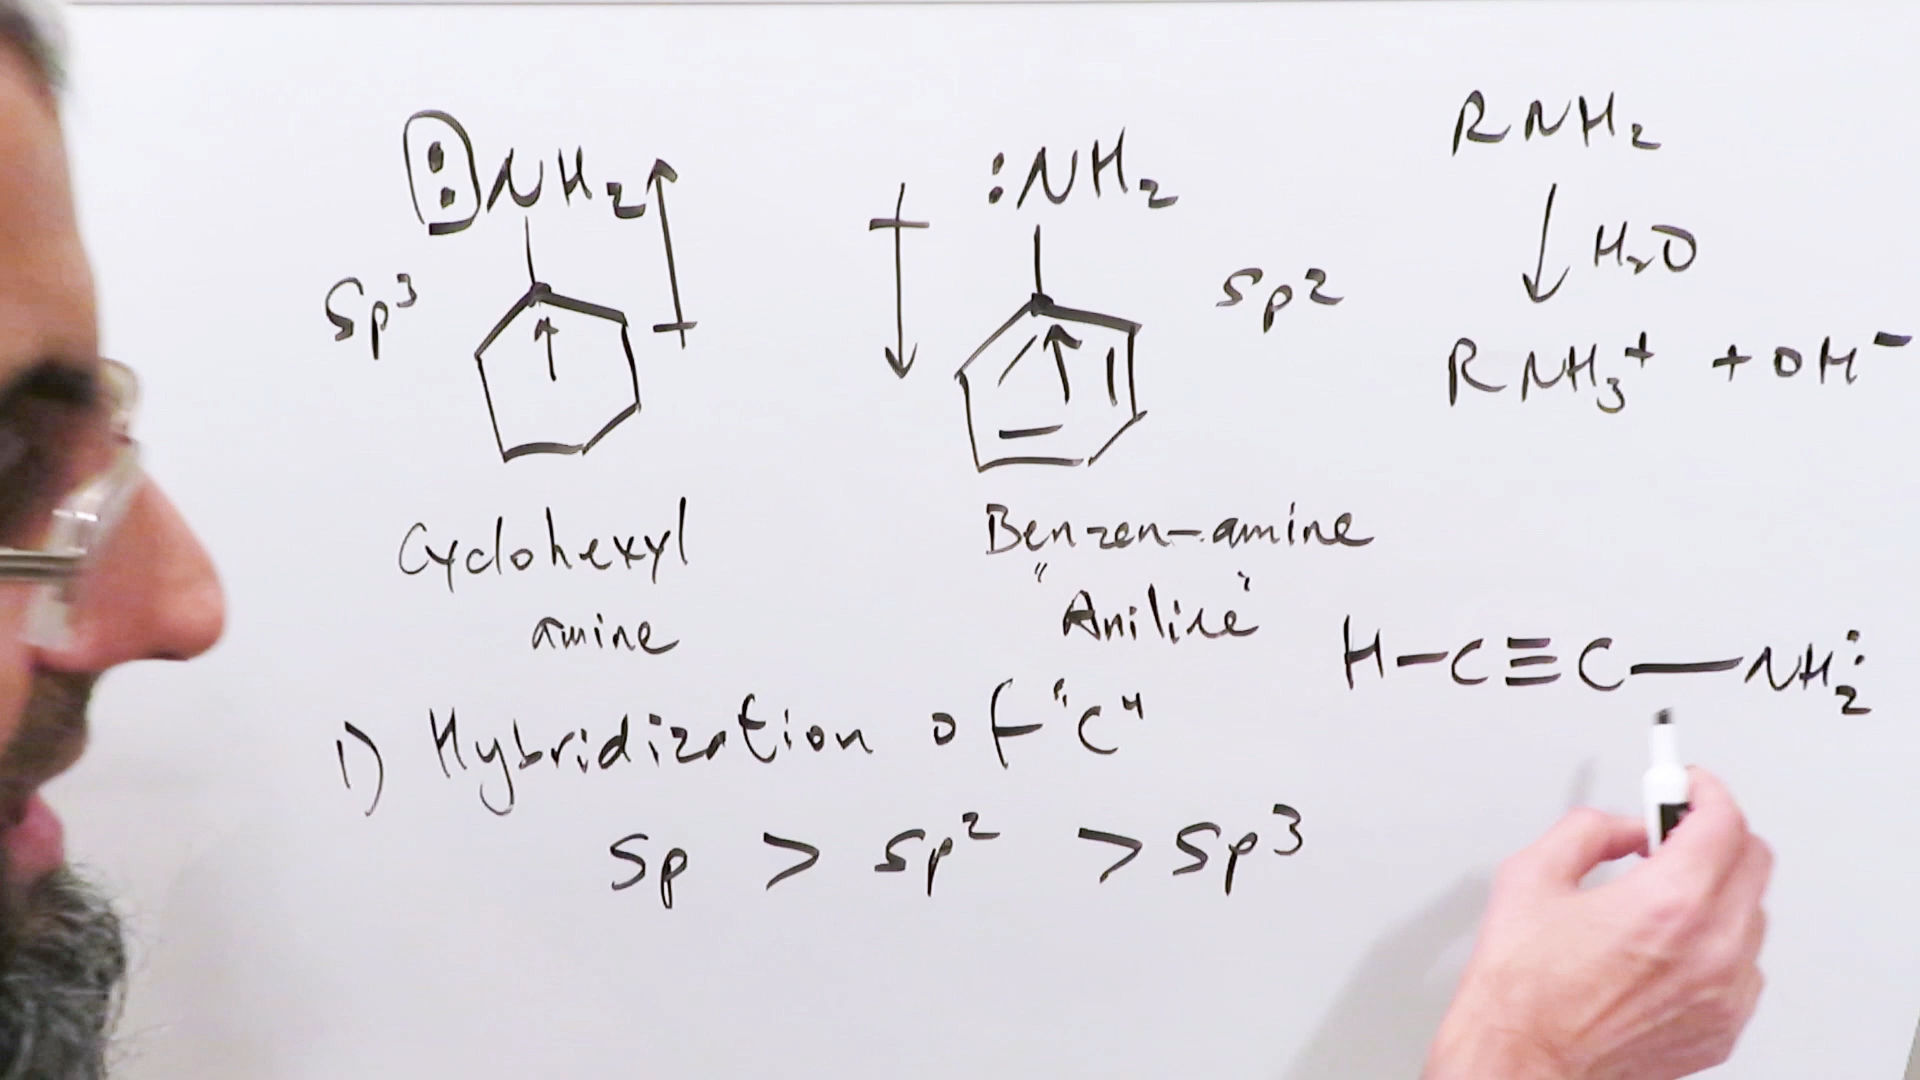 :NH₂
Sp³
Cyclohexyl
amine
:NH₂
Sp²
Benzen-amine
"Aniline"
RNH₂
H₂O
RNH₃⁺ + OH⁻
H-C≡C-NH₂:
1) Hybridization of "C"
Sp > Sp² > Sp³